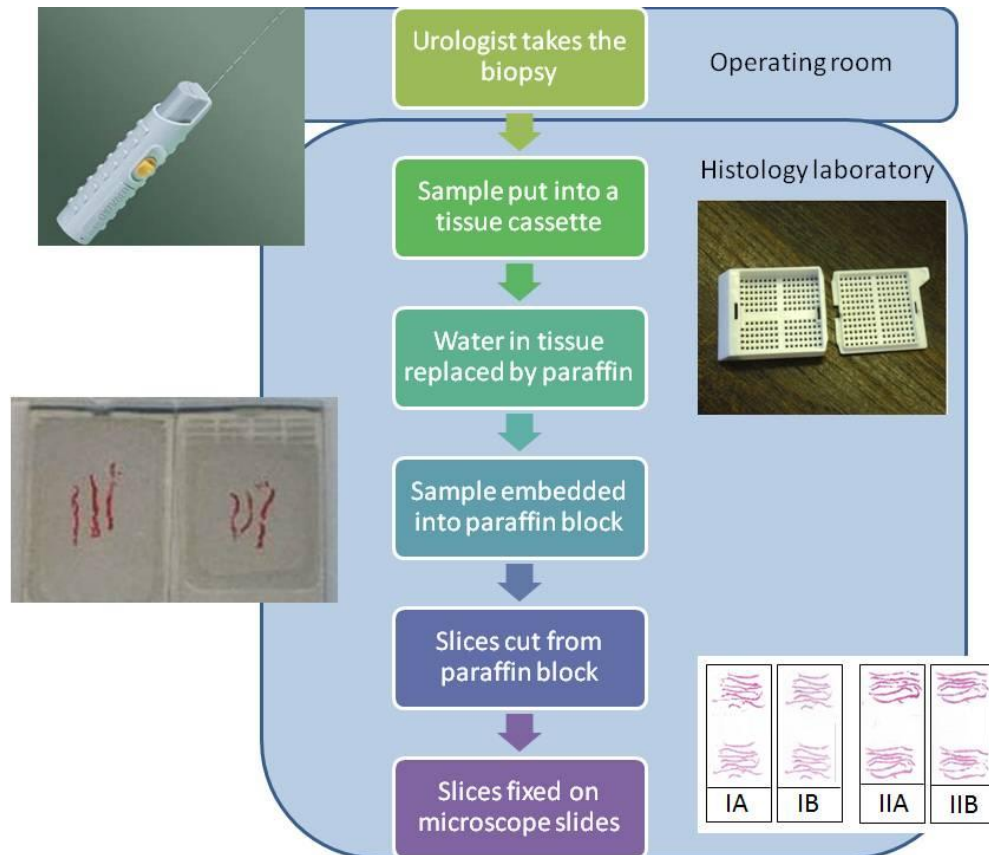 Urologist takes the
biopsy
Operating room
Histology laboratory
Sample put into a
tissue cassette
Water in tissue
replaced by paraffin
Sample embedded
into paraffin block
Slices cut from
paraffin block
Slices fixed on
microscope slides
IA
IB
IIA
IIB